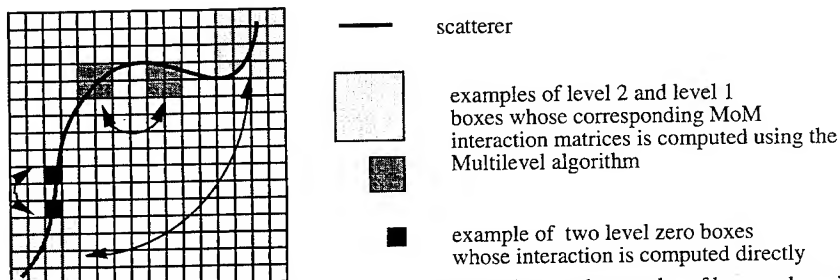 scatterer
examples of level 2 and level 1
boxes whose corresponding MoM
interaction matrices is computed using the
Multilevel algorithm
example of two level zero boxes
whose interaction is computed directly